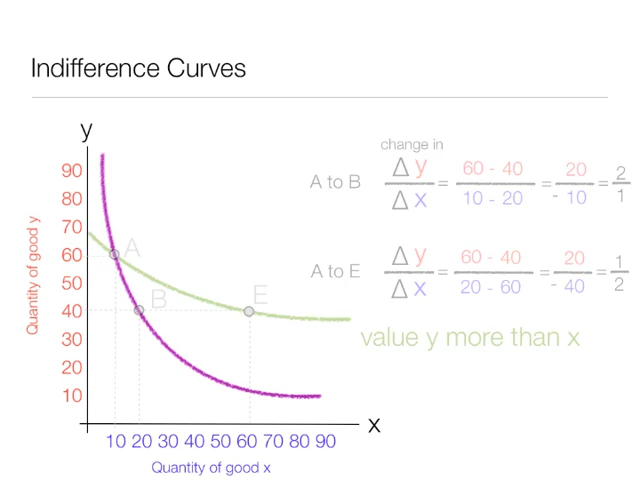 Indifference Curves
y
change in
90
80
70
60
50
40
30
20
10
Quantity of good y
A
B
E
A to B Δ y / Δ x = 60 - 40 / 10 - 20 = 20 / - 10 = 2 / 1
A to E Δ y / Δ x = 60 - 40 / 20 - 60 = 20 / - 40 = 1 / 2
value y more than x
x
10 20 30 40 50 60 70 80 90
Quantity of good x